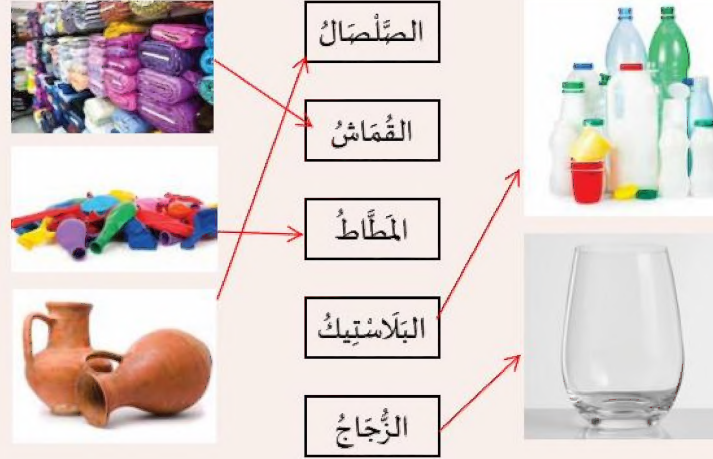 الصَّلْصَالُ
القُمَاشُ
المَطَّاطُ
البَلَاسْتِيكُ
الزُّجَاجُ